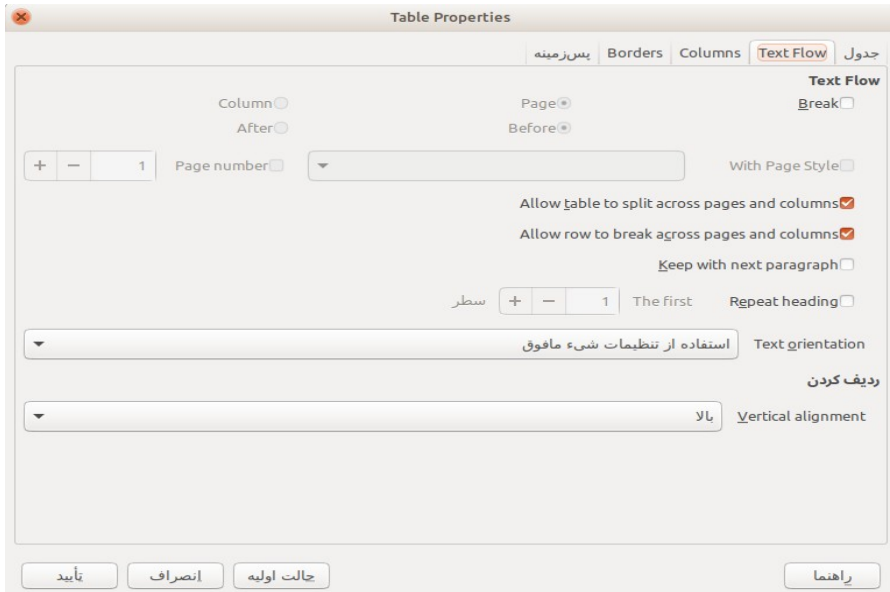 Table Properties
جدول Text Flow Columns Borders پس‌زمینه
Text Flow
Break Page Column
Before After
With Page Style Page number 1
Allow table to split across pages and columns
Allow row to break across pages and columns
Keep with next paragraph
Repeat heading The first 1 سطر
Text orientation استفاده از تنظیمات شیء مافوق
ردیف کردن
Vertical alignment بالا
راهنما حالت اولیه انصراف تأیید